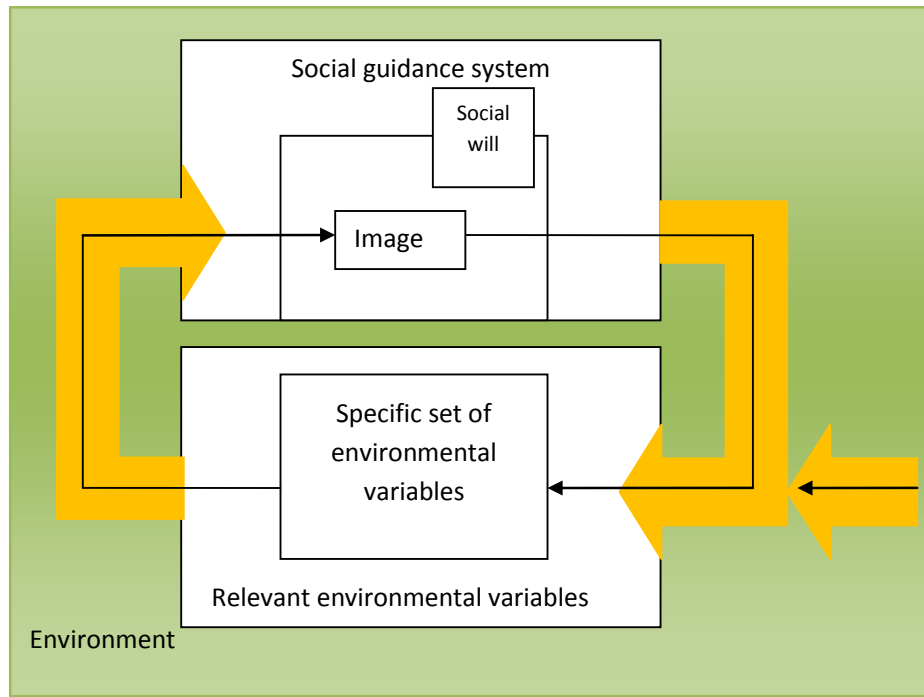 Social guidance system
Social
will
Image
Specific set of
environmental
variables
Relevant environmental variables
Environment